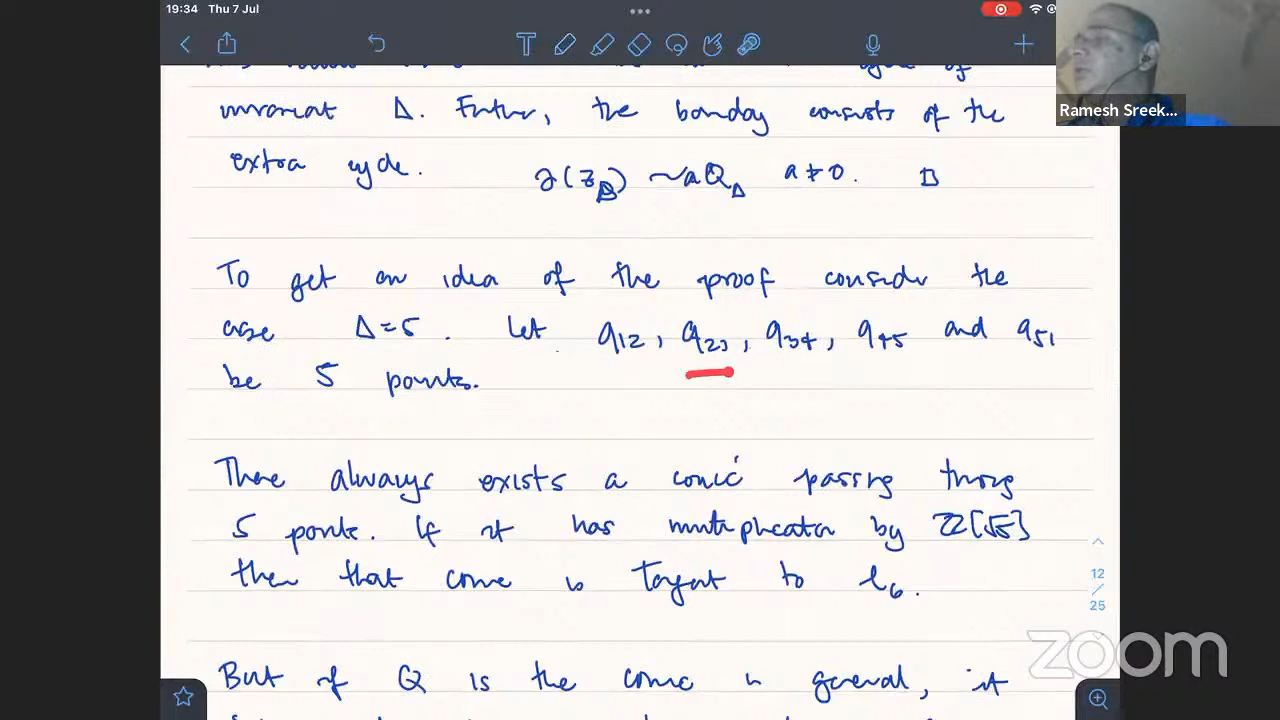 19:34 Thu 7 Jul
Ramesh Sreek...
invariant Δ. Further, the boundary consists of the
extra cycle. ∂(Z_Δ) ~ aQ_Δ a ≠ 0. B
To get an idea of the proof consider the
case Δ=5. Let q12, q23, q34, q45 and q51
be 5 points.
There always exists a conic passing throug
5 points. If it has multiplication by ℤ[√5]
then that conic is Tangent to l6.
12
/
25
But if Q is the conic in general, it
zoom